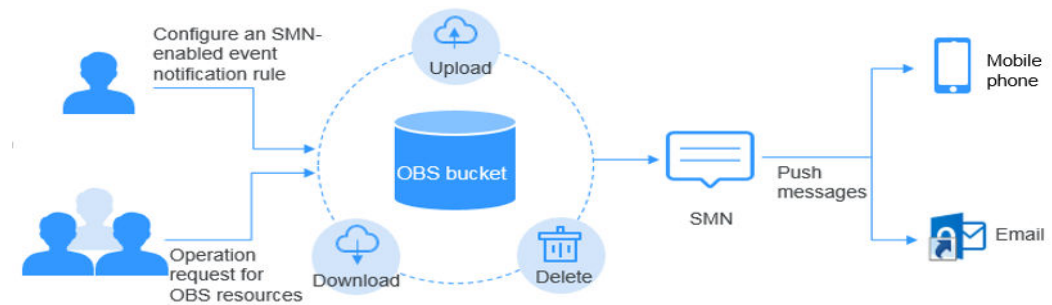 Configure an SMN-
enabled event
notification rule
Upload
OBS bucket
Download
Delete
Operation
request for
OBS resources
SMN
Push
messages
Mobile
phone
Email